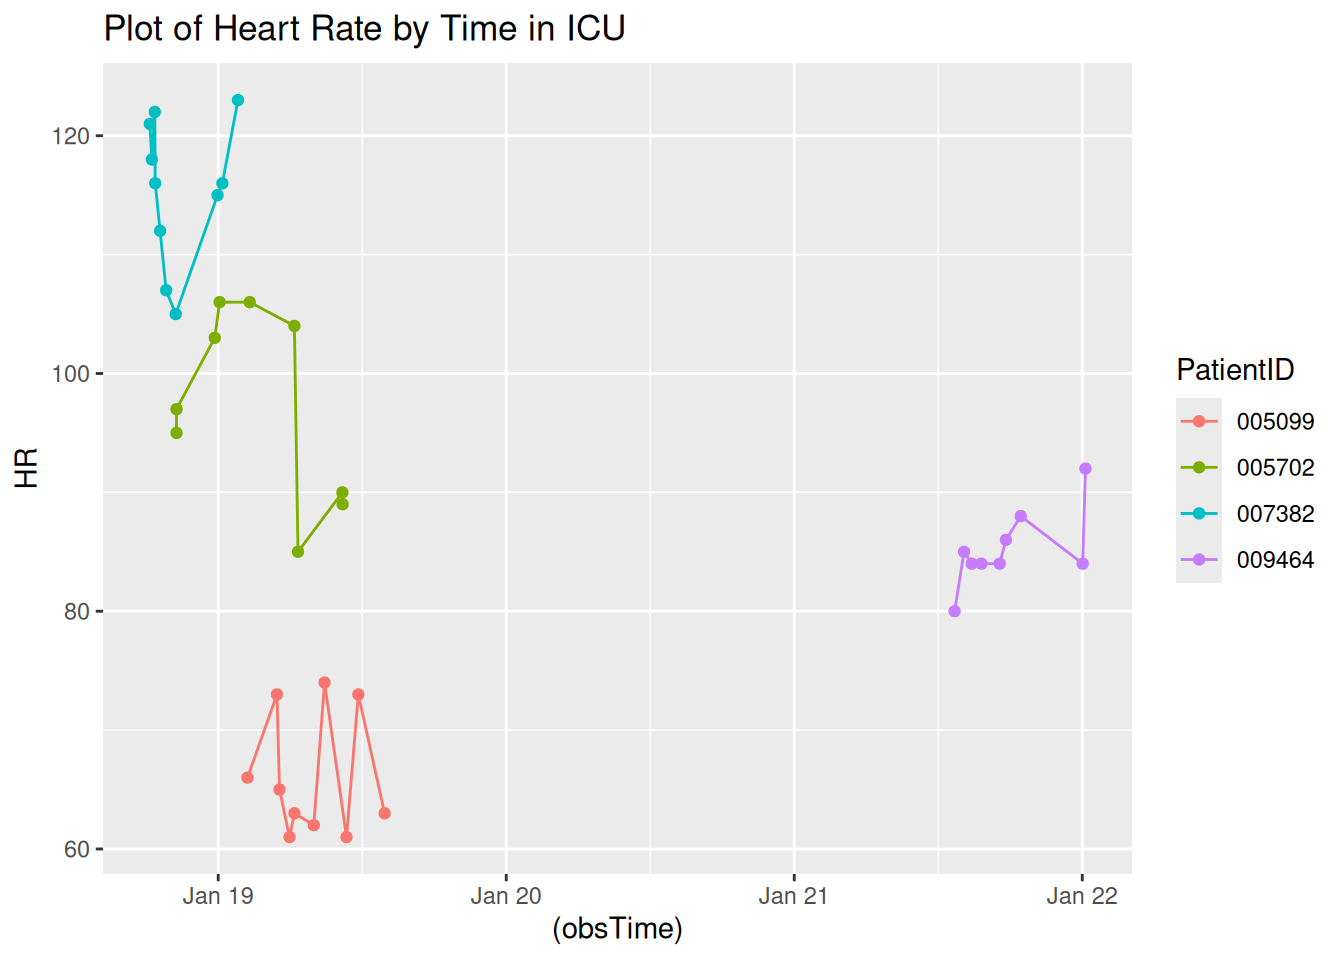 Plot of Heart Rate by Time in ICU
120
100
80
60
HR
Jan 19
Jan 20
Jan 21
Jan 22
(obsTime)
PatientID
005099
005702
007382
009464